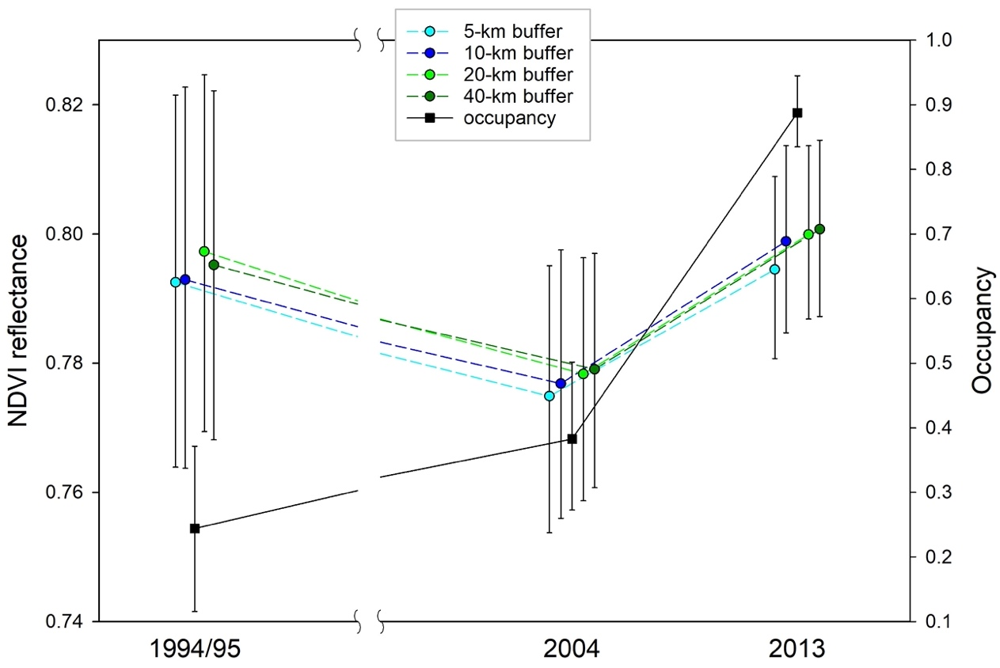 5-km buffer
10-km buffer
20-km buffer
40-km buffer
occupancy
NDVI reflectance
0.82
0.80
0.78
0.76
0.74
1.0
0.9
0.8
0.7
0.6
0.5
0.4
0.3
0.2
0.1
Occupancy
1994/95
2004
2013